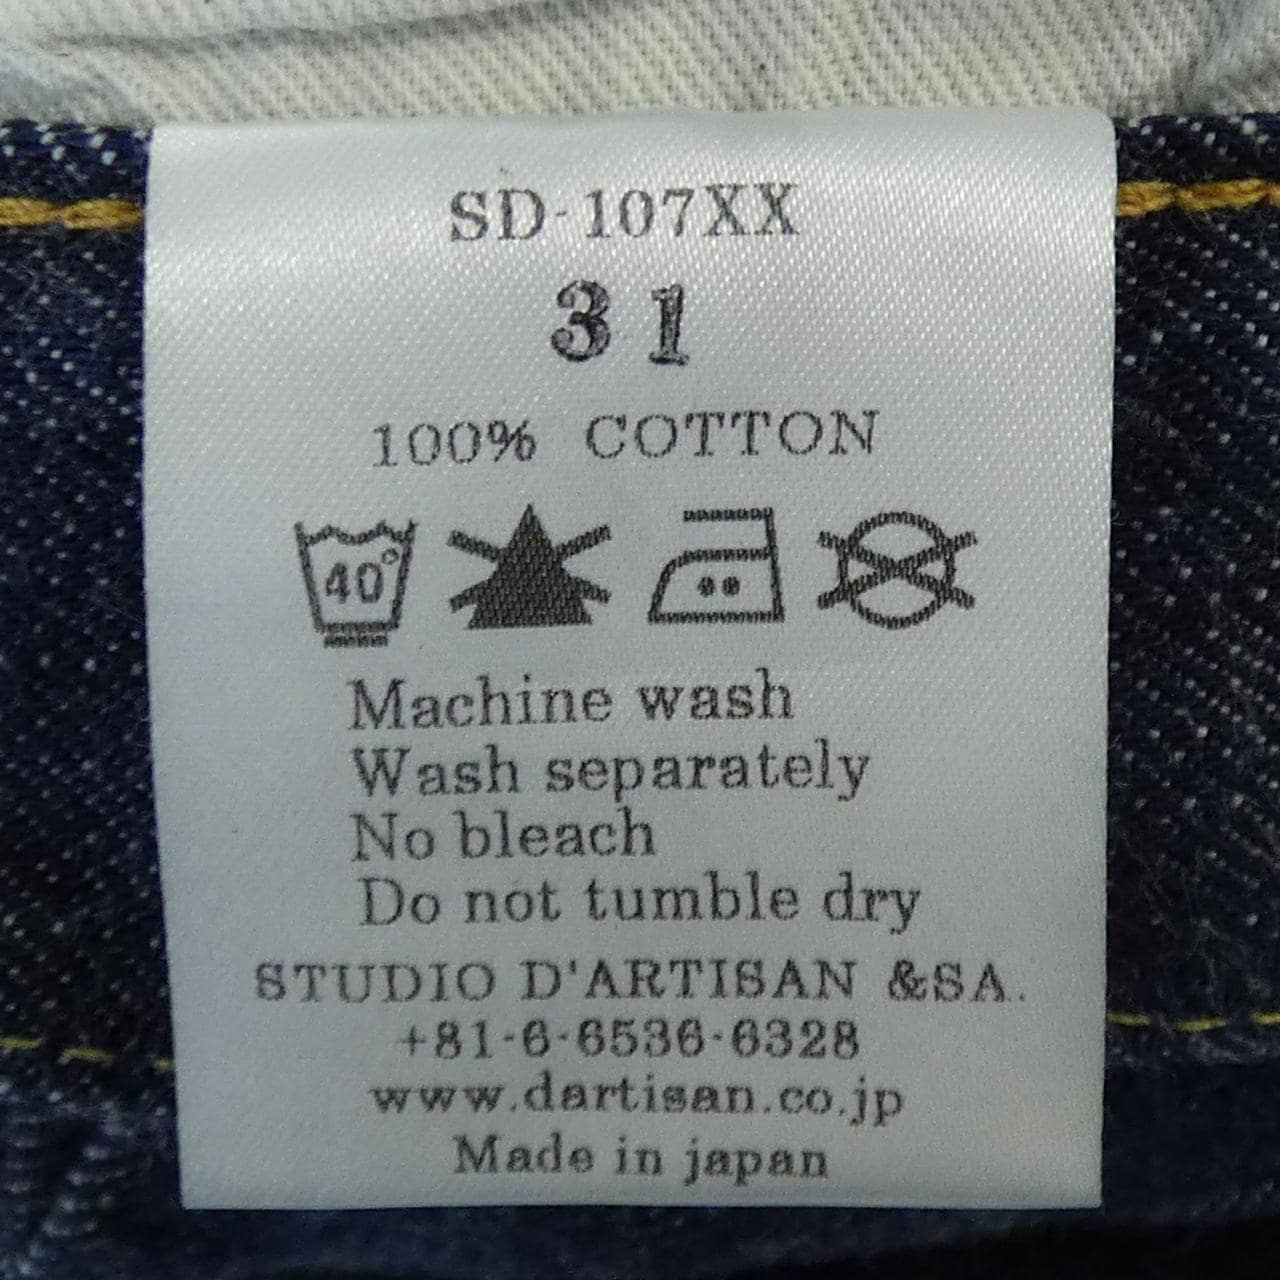 SD-107XX
31
100% COTTON
40°
Machine wash
Wash separately
No bleach
Do not tumble dry
STUDIO D'ARTISAN &SA.
+81-6-6536-6328
www.dartisan.co.jp
Made in japan